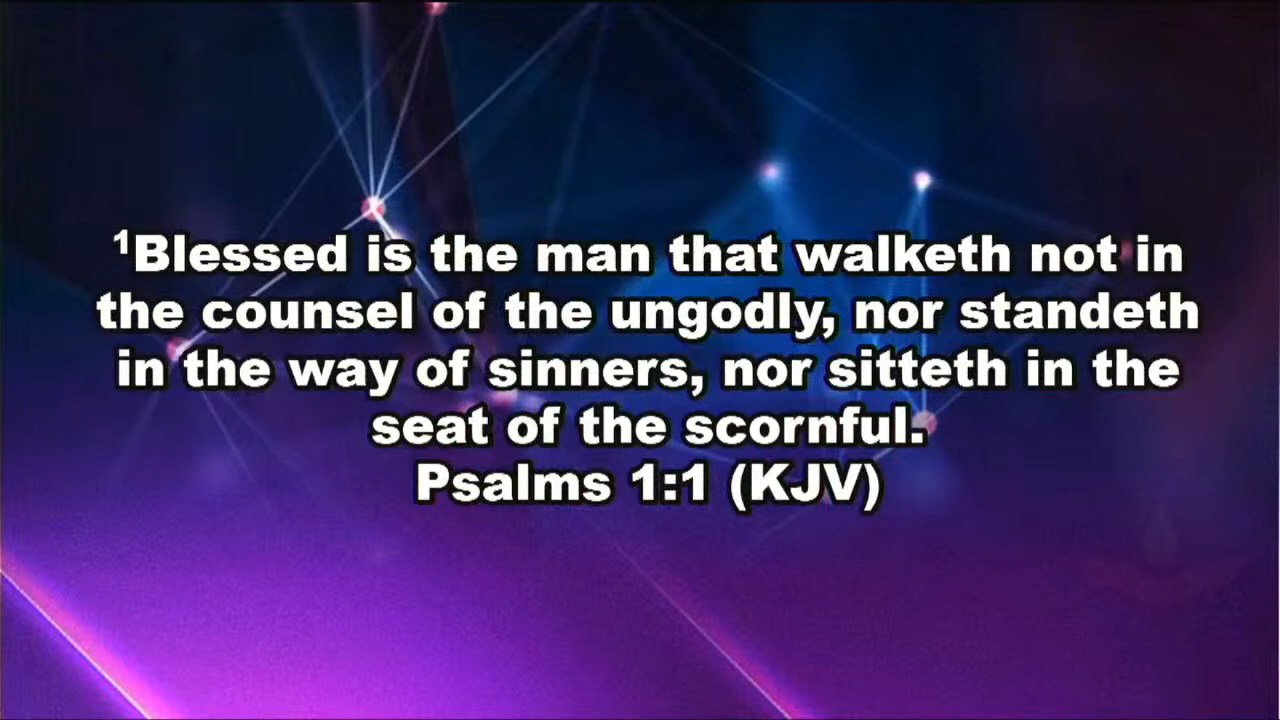 ¹Blessed is the man that walketh not in
the counsel of the ungodly, nor standeth
in the way of sinners, nor sitteth in the
seat of the scornful.
Psalms 1:1 (KJV)